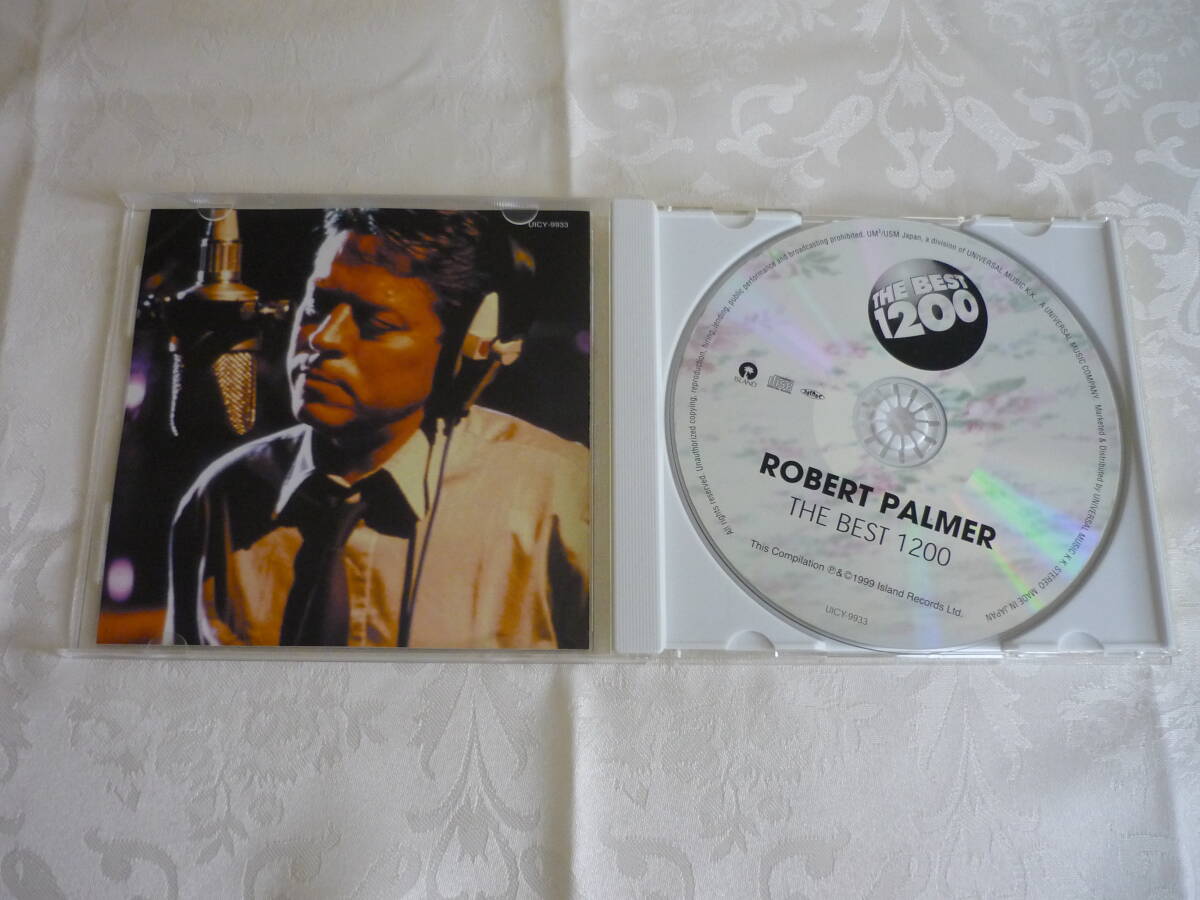 UICY-9933
THE BEST
1200
ISLAND
ROBERT PALMER
THE BEST 1200
This Compilation ℗&©1999 Island Records Ltd.
UICY-9933
All rights reserved. Unauthorized copying, reproduction, hiring, lending, public performance and broadcasting prohibited. UM³/USM Japan, a division of UNIVERSAL MUSIC K.K., A UNIVERSAL MUSIC COMPANY. Marketed & Distributed by UNIVERSAL MUSIC K.K. STEREO MADE IN JAPAN